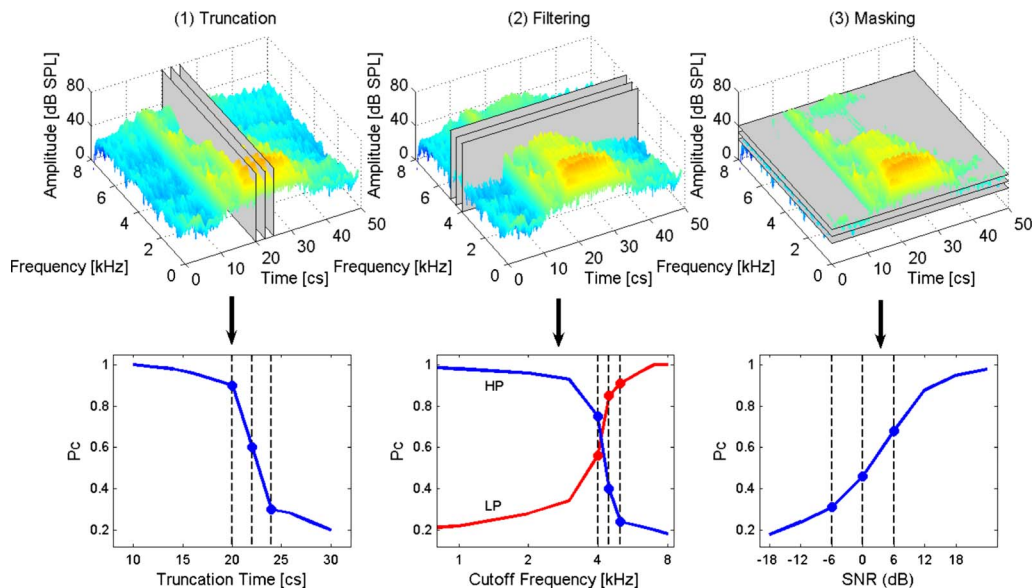 (1) Truncation
(2) Filtering
(3) Masking
Amplitude [dB SPL]
80
40
0
8
6
4
2
0
Frequency [kHz]
0
10
20
30
40
50
Time [cs]
Amplitude [dB SPL]
80
40
0
8
6
4
2
0
Frequency [kHz]
0
10
20
30
40
50
Time [cs]
Amplitude [dB SPL]
80
40
0
8
6
4
2
0
Frequency [kHz]
0
10
20
30
40
50
Time [cs]
Pc
1
0.8
0.6
0.4
0.2
10 15 20 25 30
Truncation Time [cs]
Pc
1
0.8
0.6
0.4
0.2
HP
LP
1 2 4 8
Cutoff Frequency [kHz]
Pc
1
0.8
0.6
0.4
0.2
-18 -12 -6 0 6 12 18
SNR (dB)